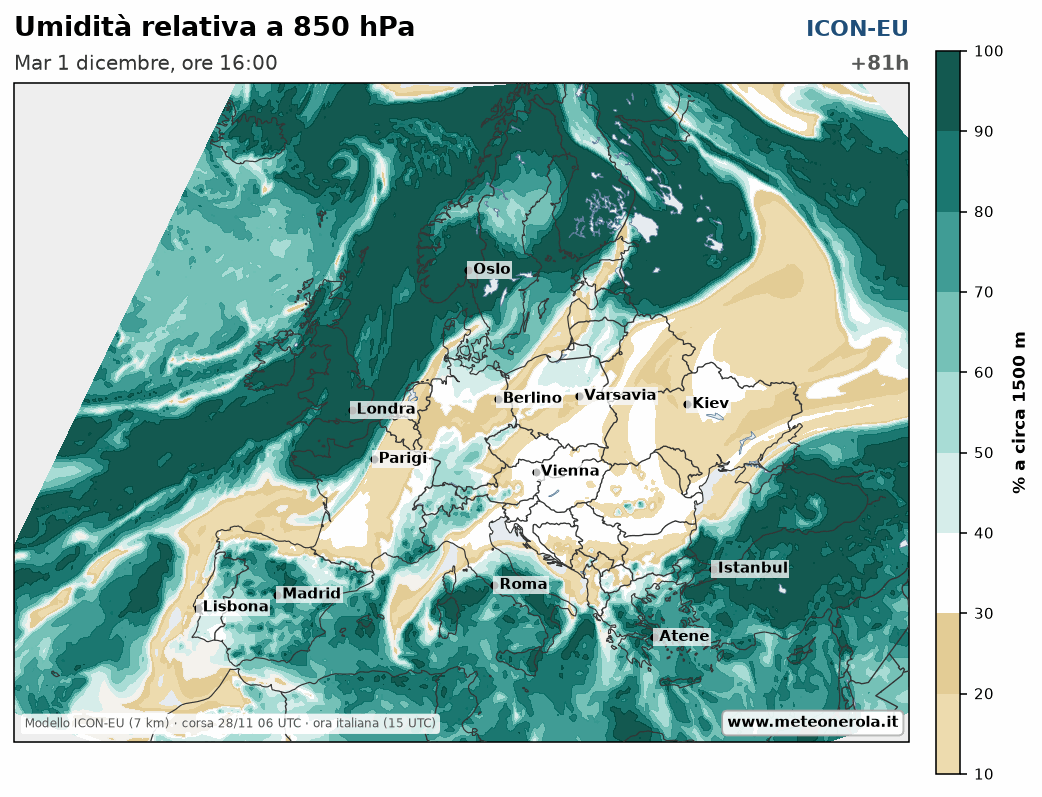 Umidità relativa a 850 hPa
ICON-EU
Mar 1 dicembre, ore 16:00
+81h
100
90
80
70
60
50
40
30
20
10
% a circa 1500 m
Oslo
Londra
Berlino
Varsavia
Kiev
Parigi
Vienna
Istanbul
Roma
Madrid
Lisbona
Atene
Modello ICON-EU (7 km) · corsa 28/11 06 UTC · ora italiana (15 UTC)
www.meteonerola.it